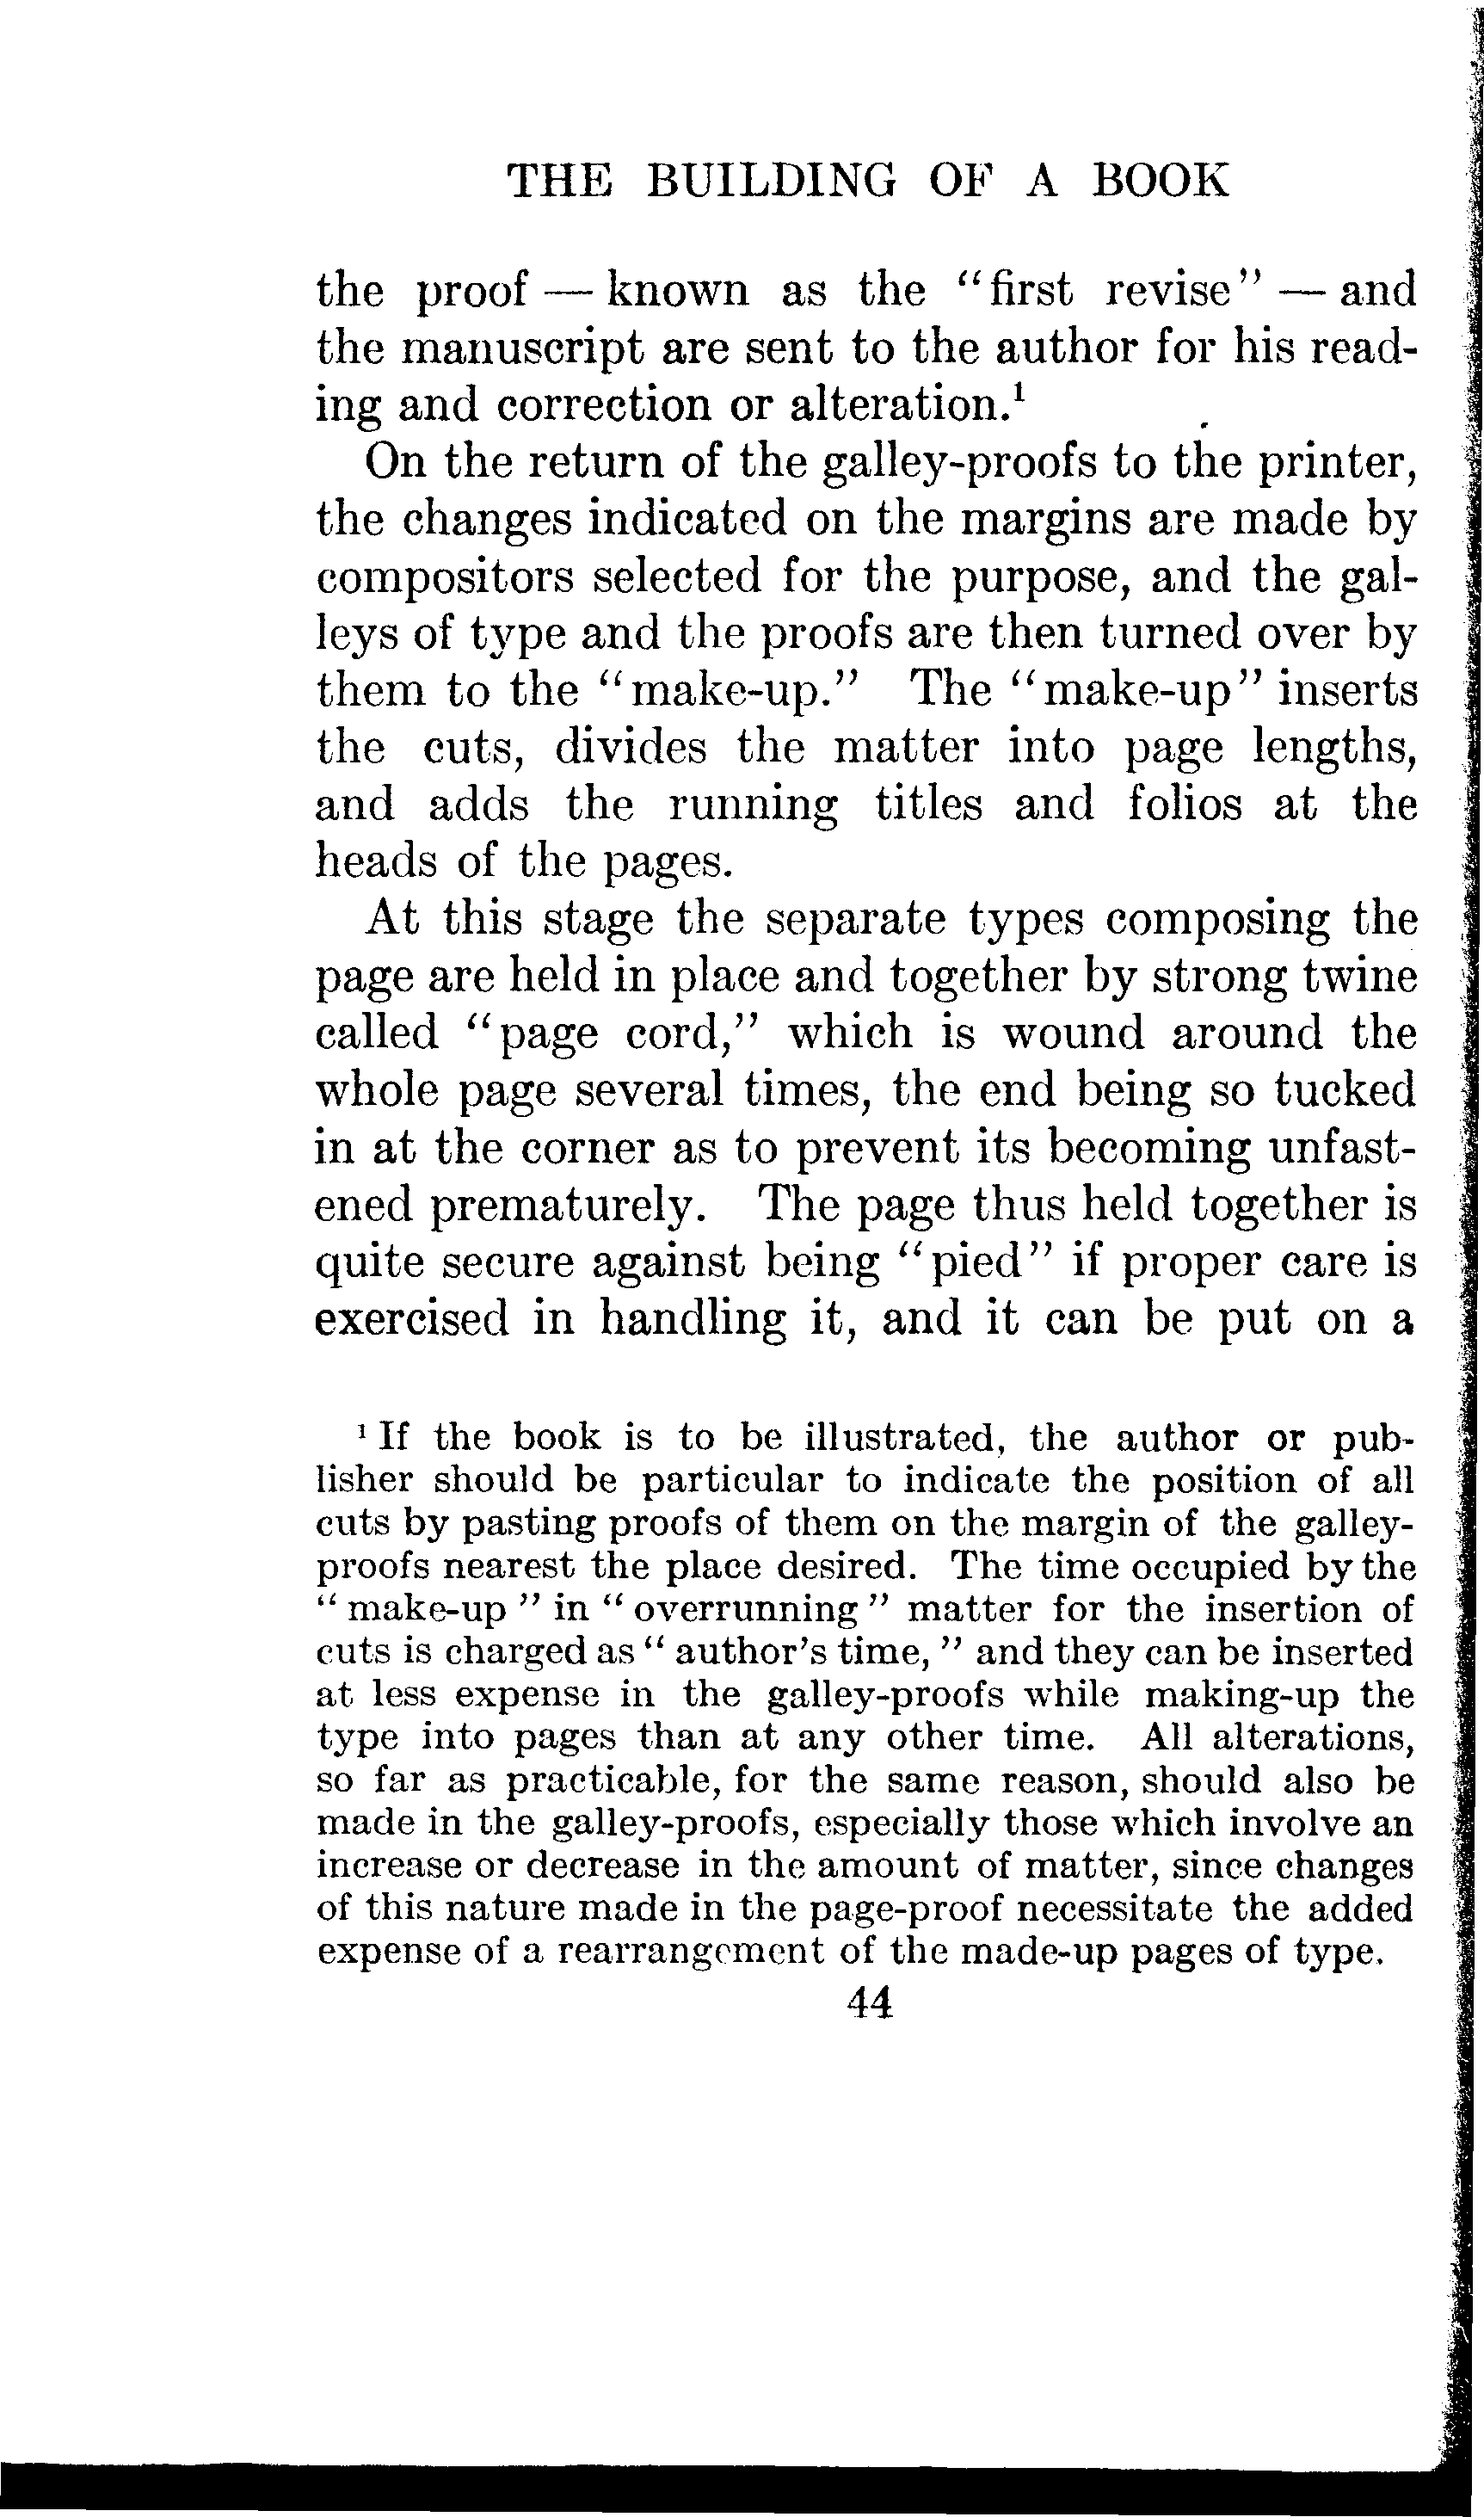 THE BUILDING OF A BOOK
the proof — known as the "first revise" — and
the manuscript are sent to the author for his read-
ing and correction or alteration.¹
On the return of the galley-proofs to the printer,
the changes indicated on the margins are made by
compositors selected for the purpose, and the gal-
leys of type and the proofs are then turned over by
them to the "make-up." The "make-up" inserts
the cuts, divides the matter into page lengths,
and adds the running titles and folios at the
heads of the pages.
At this stage the separate types composing the
page are held in place and together by strong twine
called "page cord," which is wound around the
whole page several times, the end being so tucked
in at the corner as to prevent its becoming unfast-
ened prematurely. The page thus held together is
quite secure against being "pied" if proper care is
exercised in handling it, and it can be put on a
¹ If the book is to be illustrated, the author or pub-
lisher should be particular to indicate the position of all
cuts by pasting proofs of them on the margin of the galley-
proofs nearest the place desired. The time occupied by the
" make-up " in " overrunning " matter for the insertion of
cuts is charged as " author's time, " and they can be inserted
at less expense in the galley-proofs while making-up the
type into pages than at any other time. All alterations,
so far as practicable, for the same reason, should also be
made in the galley-proofs, especially those which involve an
increase or decrease in the amount of matter, since changes
of this nature made in the page-proof necessitate the added
expense of a rearrangement of the made-up pages of type.
44